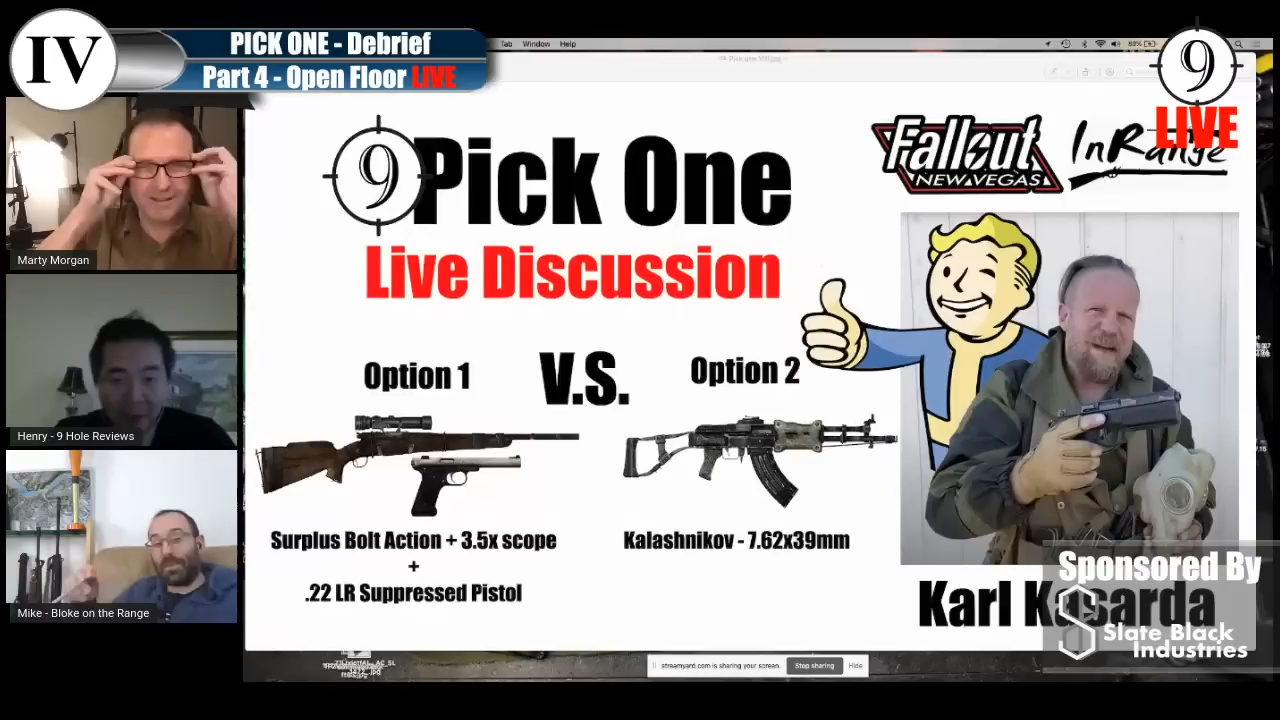 IV
PICK ONE - Debrief
Part 4 - Open Floor LIVE
Tab Window Help
9
LIVE
Marty Morgan
Henry - 9 Hole Reviews
Mike - Bloke on the Range
9 Pick One
Live Discussion
Fallout
NEW VEGAS
InRange
Option 1
V.S.
Option 2
Surplus Bolt Action + 3.5x scope
+
.22 LR Suppressed Pistol
Kalashnikov - 7.62x39mm
Karl Kasarda
Sponsored By
Slate Black
Industries
streamyard.com is sharing your screen.
Stop sharing
Hide